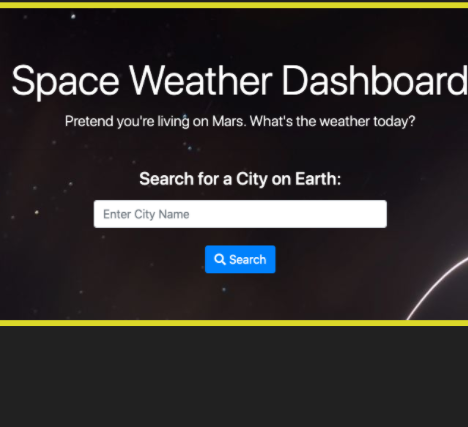 Space Weather Dashboard
Pretend you're living on Mars. What's the weather today?
Search for a City on Earth:
Enter City Name
Search